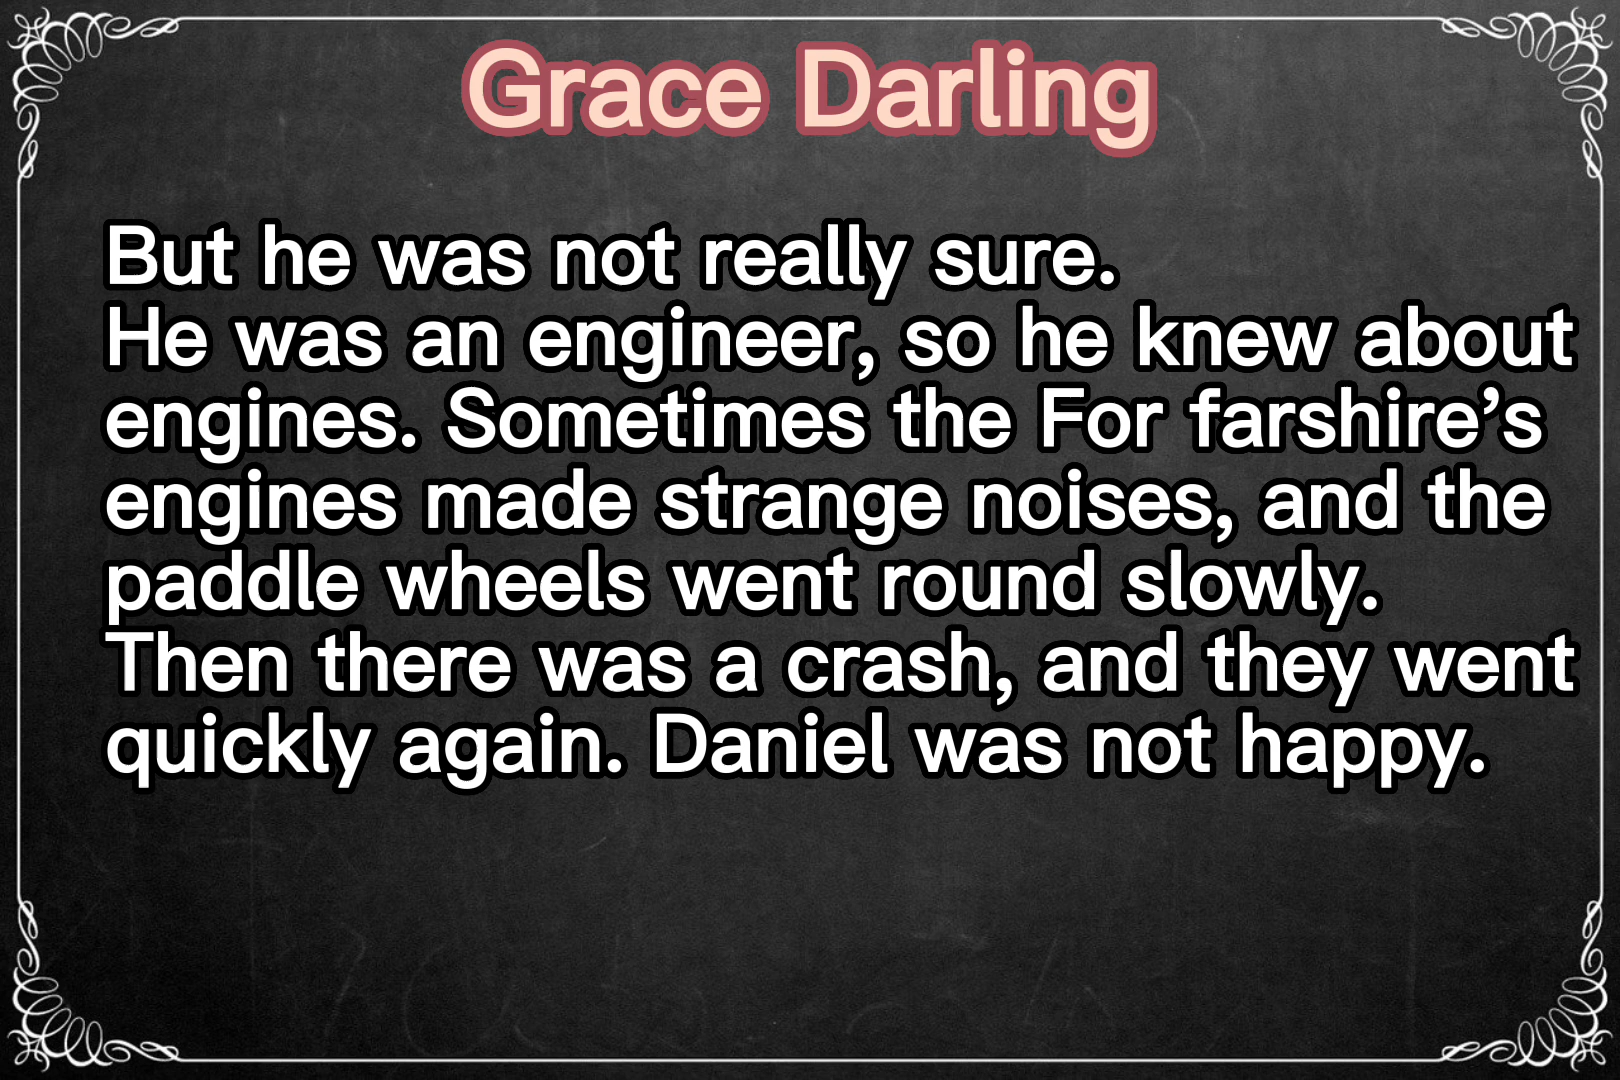 Grace Darling
But he was not really sure.
He was an engineer, so he knew about
engines. Sometimes the For farshire’s
engines made strange noises, and the
paddle wheels went round slowly.
Then there was a crash, and they went
quickly again. Daniel was not happy.